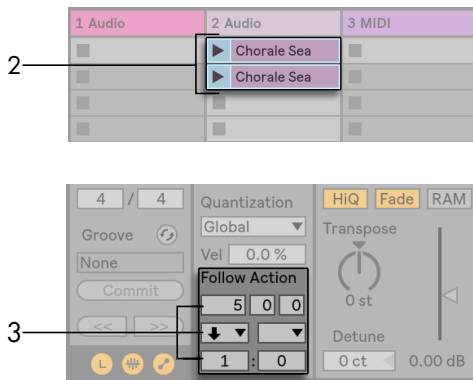 1 Audio 2 Audio 3 MIDI
2
Chorale Sea
Chorale Sea
4 / 4 Quantization HiQ Fade RAM
Groove Global Transpose
None Vel 0.0 %
Commit Follow Action
5 0 0 0 st
<< >>
3
Detune
1 : 0 0 ct 0.00 dB
L